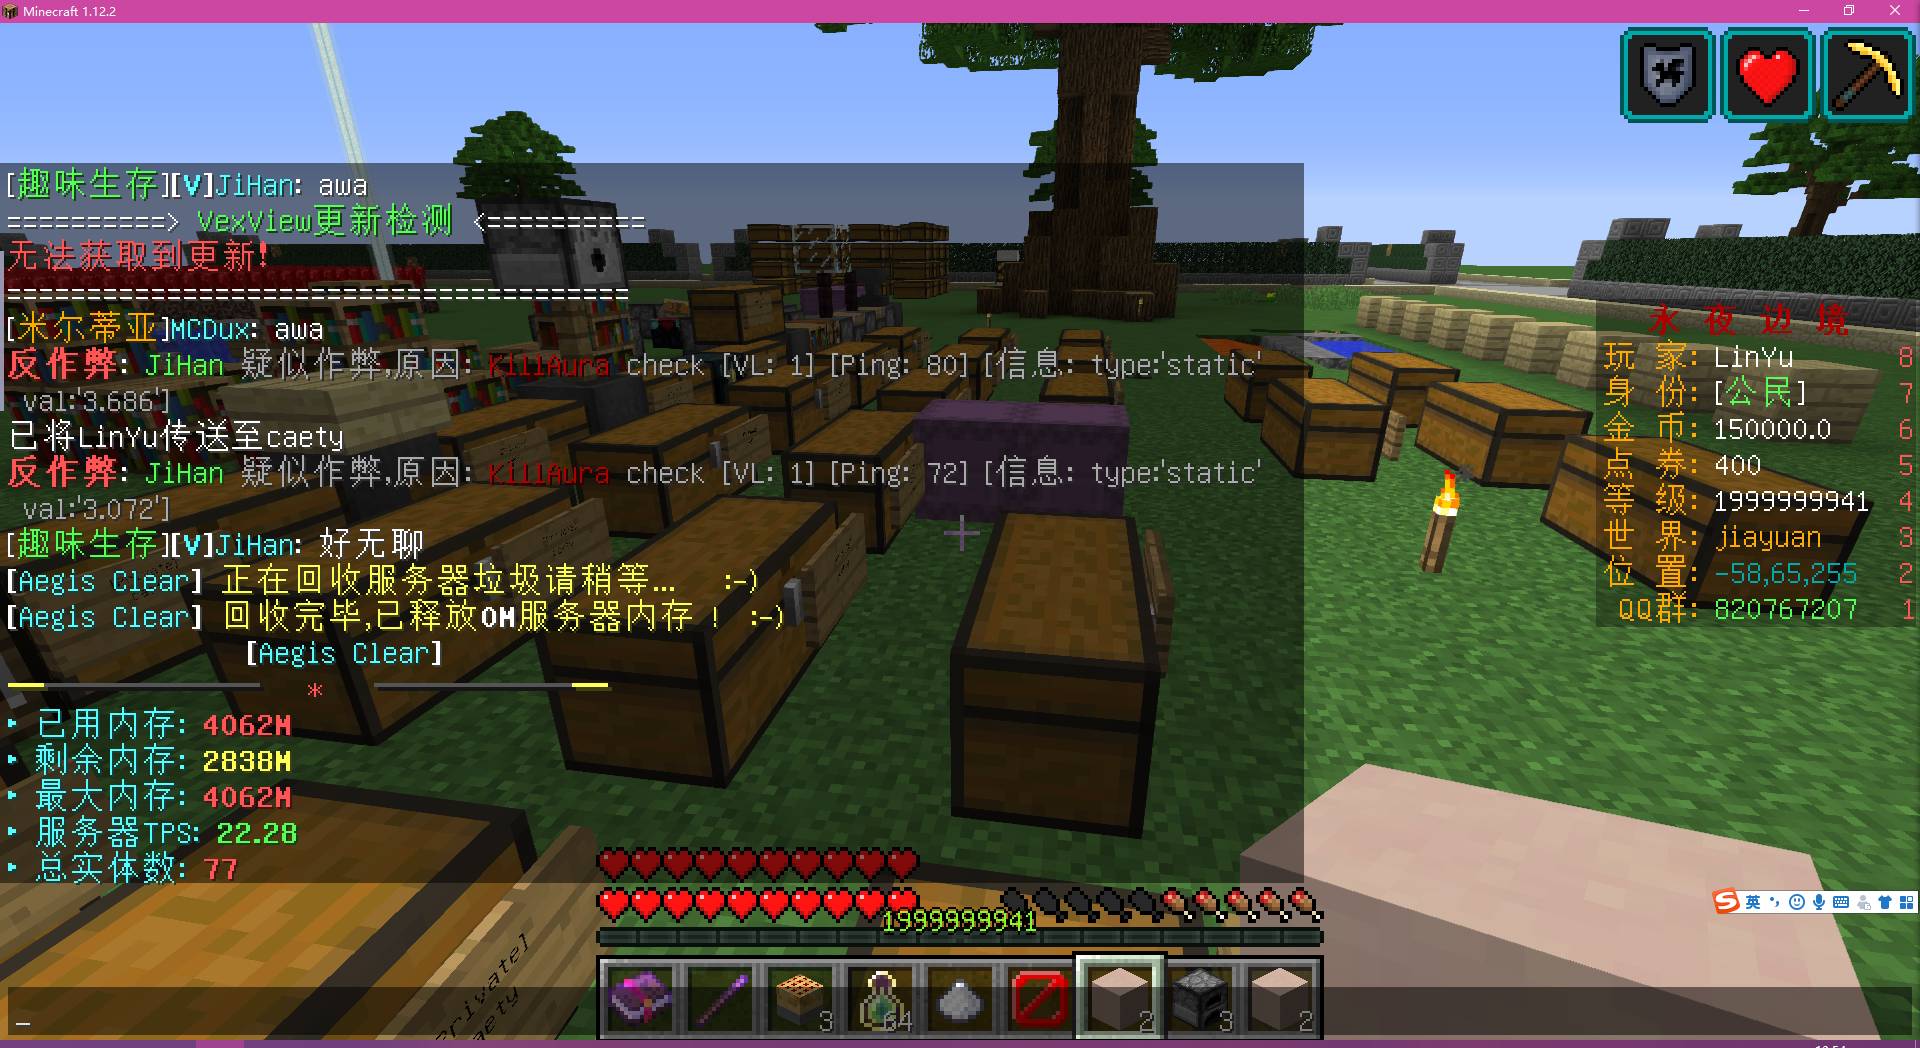 Minecraft 1.12.2
[趣味生存][V]JiHan: awa
==========> VexView更新检测 <==========
无法获取到更新!
====================================
[米尔蒂亚]MCDux: awa
反作弊: JiHan 疑似作弊,原因: KillAura check [VL: 1] [Ping: 80] [信息: type:'static'
val:'3.686']
已将LinYu传送至caety
反作弊: JiHan 疑似作弊,原因: KillAura check [VL: 1] [Ping: 72] [信息: type:'static'
val:'3.072']
[趣味生存][V]JiHan: 好无聊
[Aegis Clear] 正在回收服务器垃圾请稍等... :-)
[Aegis Clear] 回收完毕,已释放0M服务器内存 ! :-)
[Aegis Clear]
*
· 已用内存: 4062M
· 剩余内存: 2838M
· 最大内存: 4062M
· 服务器TPS: 22.28
· 总实体数: 77
永 夜 边 境
玩 家: LinYu 8
身 份: [公民] 7
金 币: 150000.0 6
点 券: 400 5
等 级: 1999999941 4
世 界: jiayuan 3
位 置: -58,65,255 2
QQ群: 820767207 1
英
1999999941
3
64
2
3
2
_